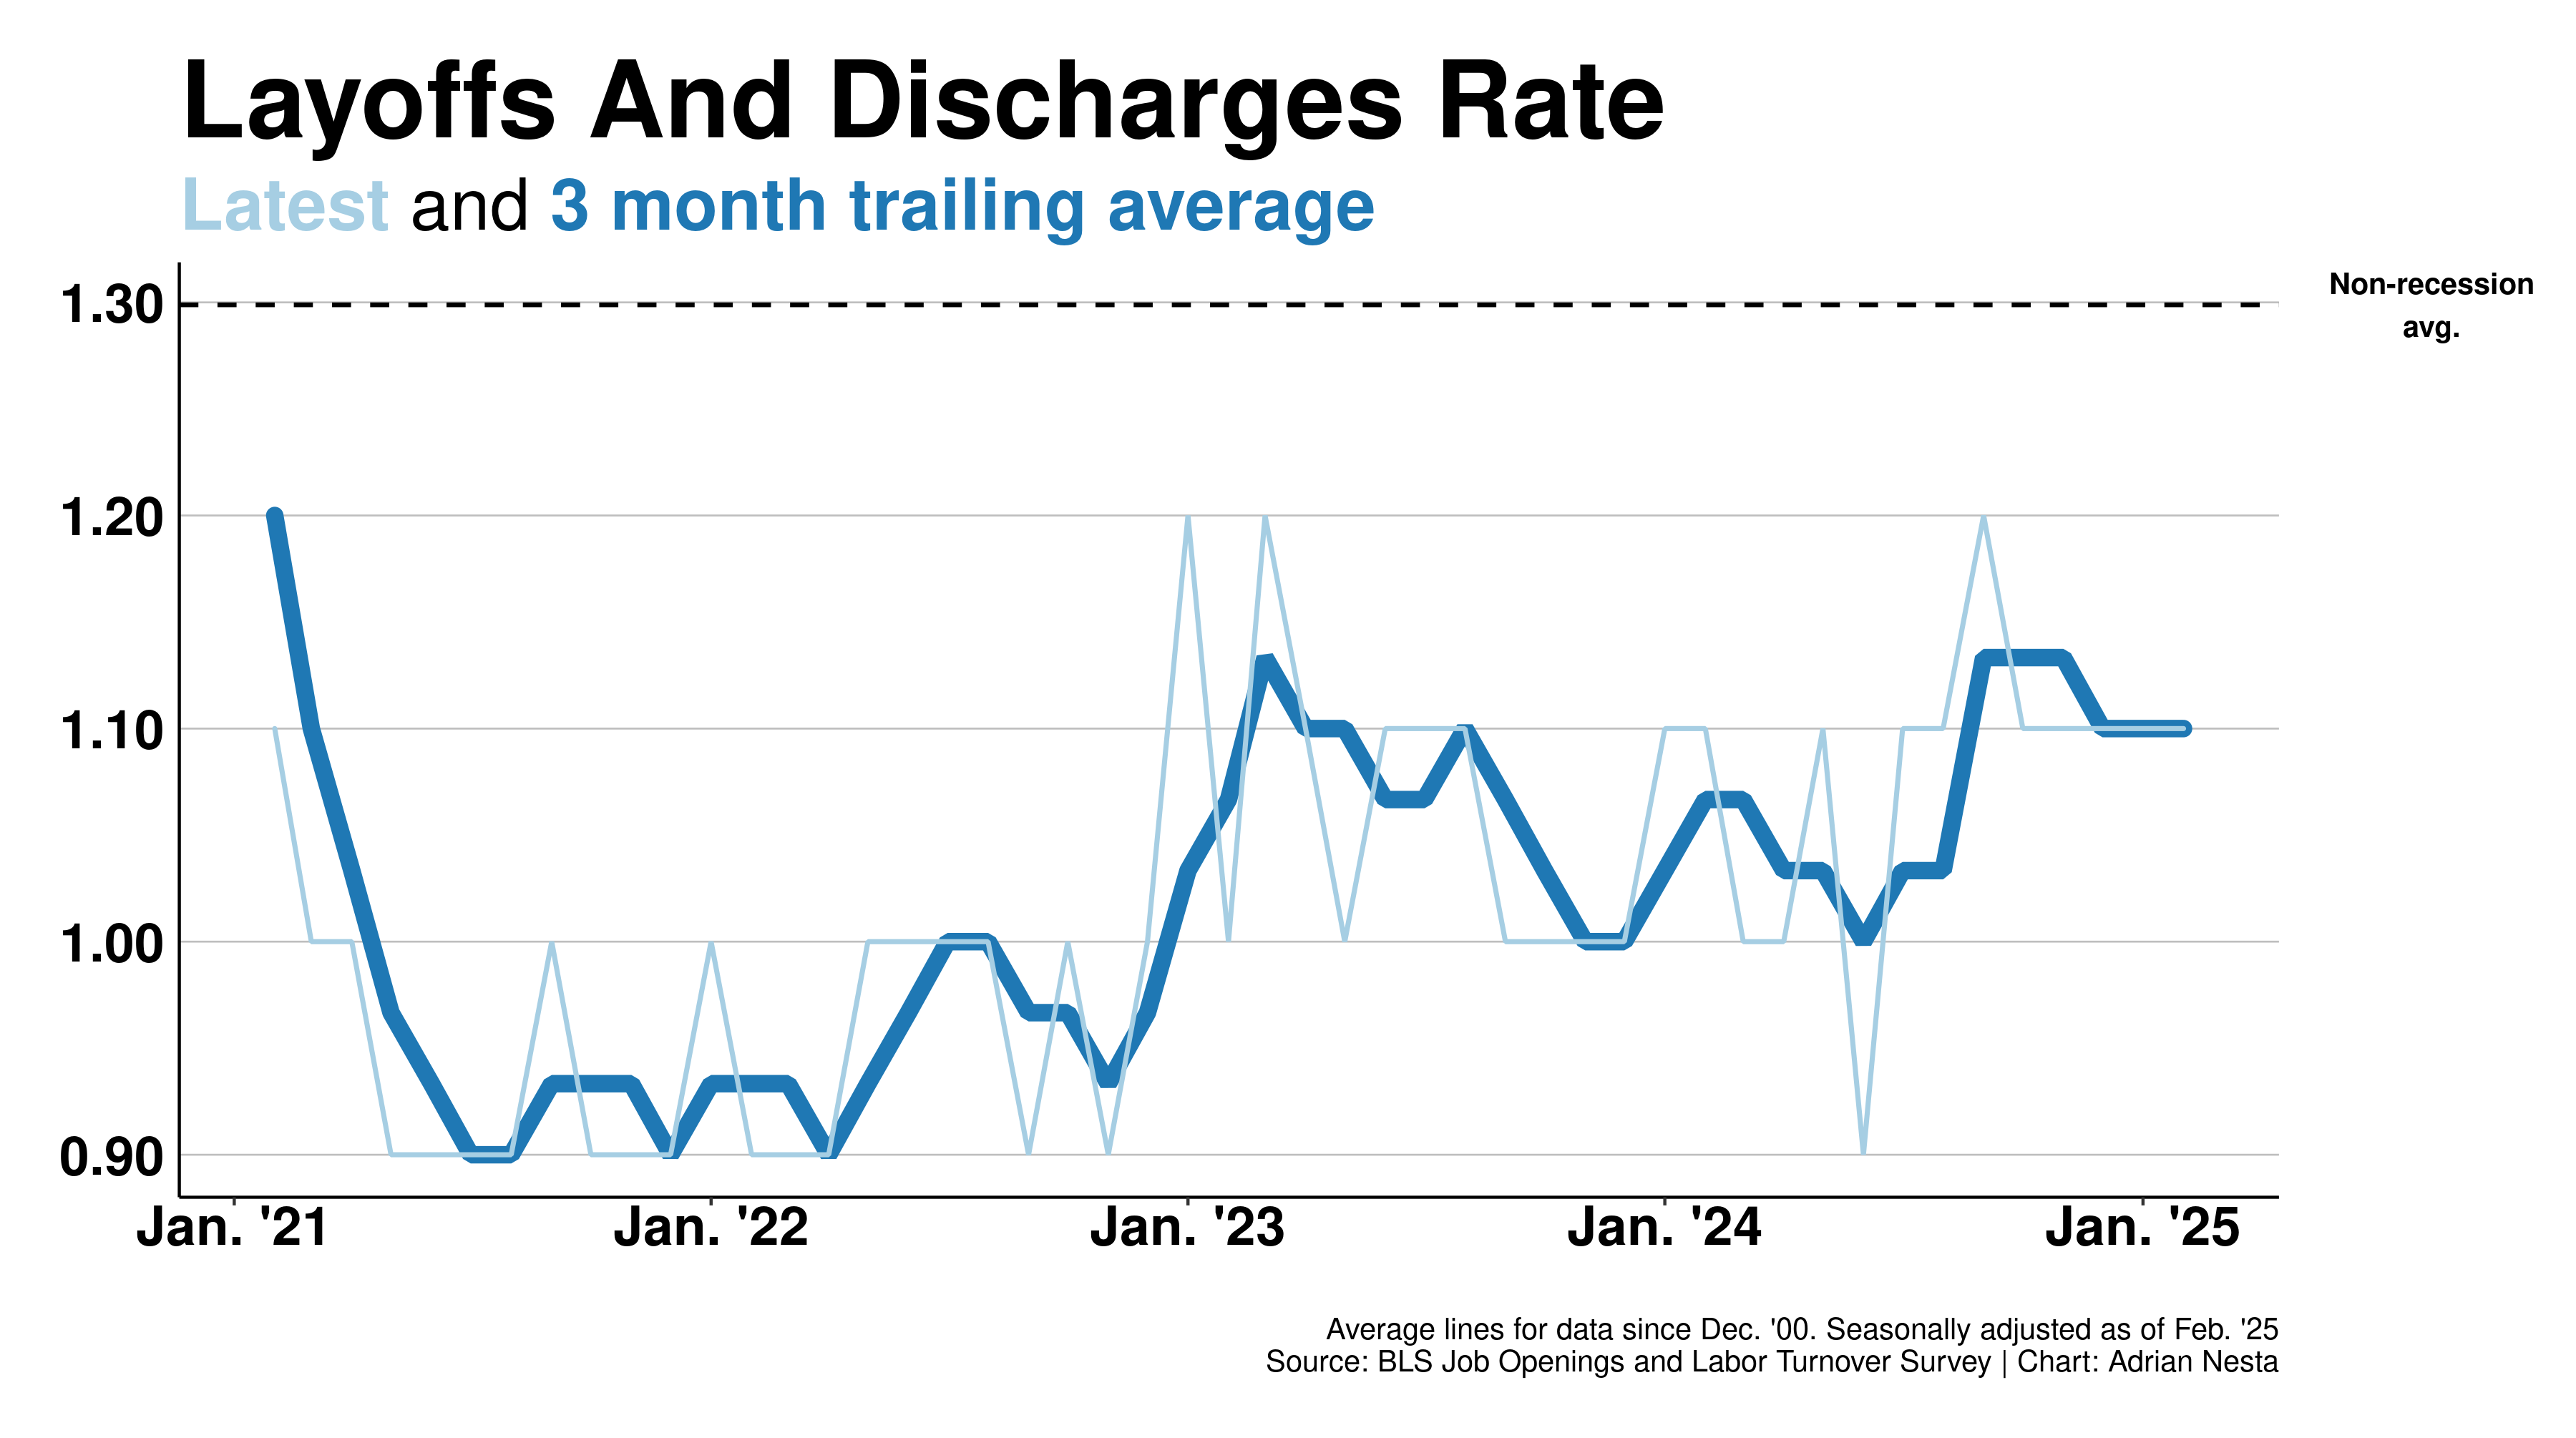 Layoffs And Discharges Rate
Latest and 3 month trailing average
1.30
Non-recession
avg.
1.20
1.10
1.00
0.90
Jan. '21
Jan. '22
Jan. '23
Jan. '24
Jan. '25
Average lines for data since Dec. '00. Seasonally adjusted as of Feb. '25
Source: BLS Job Openings and Labor Turnover Survey | Chart: Adrian Nesta